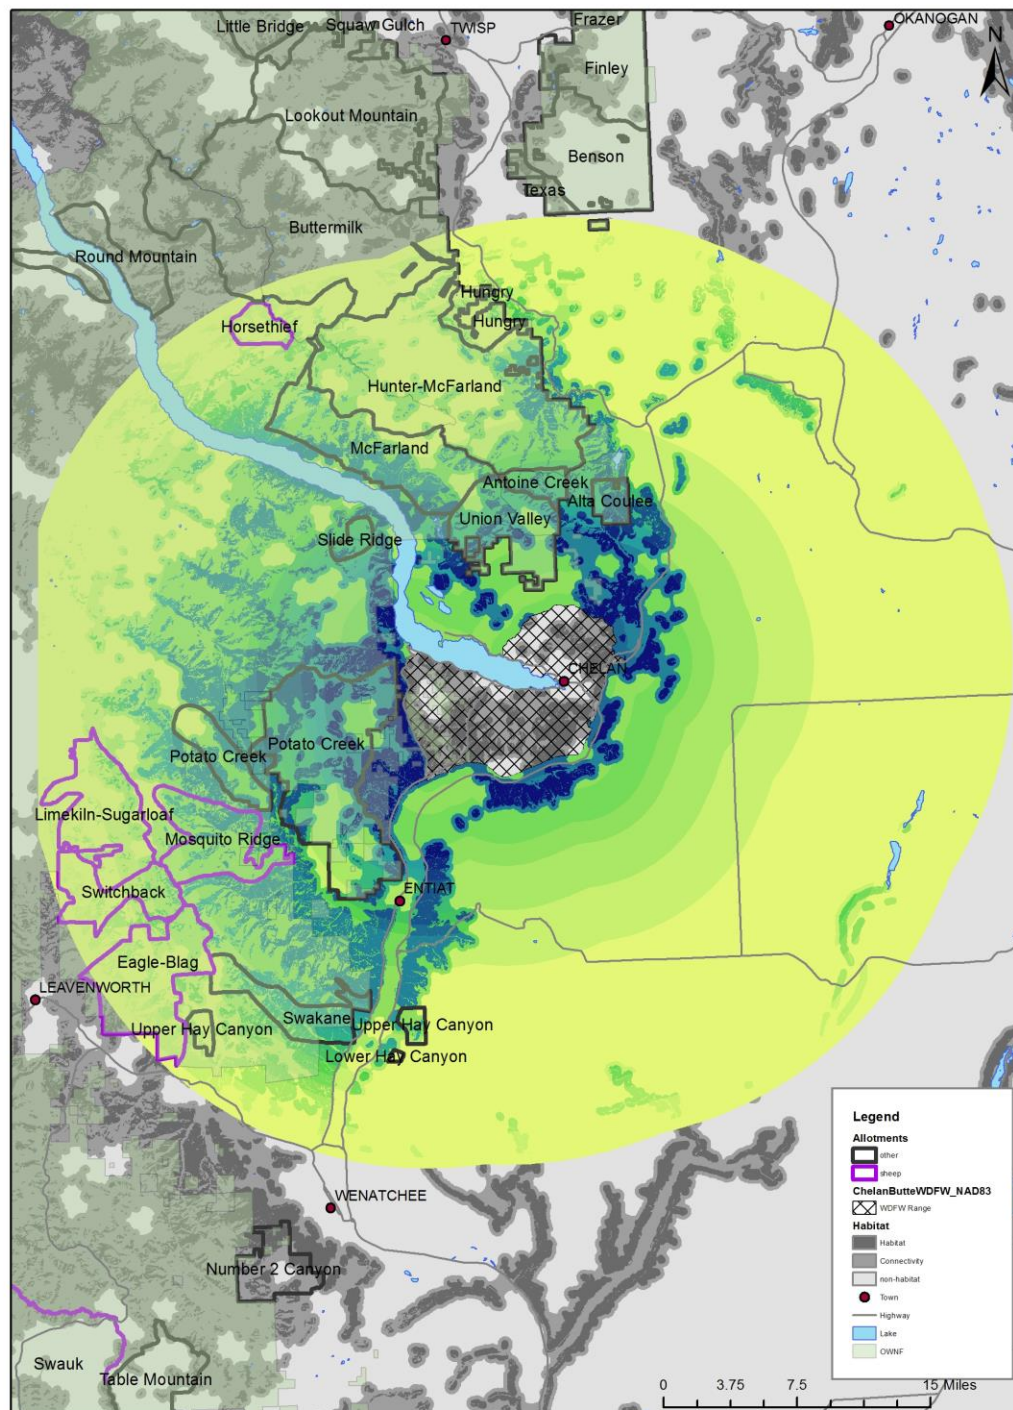 Little Bridge
Squaw Gulch
TWISP
Frazer
OKANOGAN
N
Finley
Lookout Mountain
Benson
Texas
Buttermilk
Round Mountain
Hungry
Horsethief
Hungry
Hunter-McFarland
McFarland
Antoine Creek
Alta Coulee
Union Valley
Slide Ridge
CHELAN
Potato Creek
Potato Creek
Limekiln-Sugarloaf
Mosquito Ridge
Switchback
ENTIAT
Eagle-Blag
LEAVENWORTH
Swakane
Upper Hay Canyon
Upper Hay Canyon
Lower Hay Canyon
WENATCHEE
Number 2 Canyon
Swauk
Table Mountain
Legend
Allotments
other
sheep
ChelanButteWDFW_NAD83
WDFW Range
Habitat
Habitat
Connectivity
non-habitat
Town
Highway
Lake
OWNF
0 3.75 7.5 15 Miles